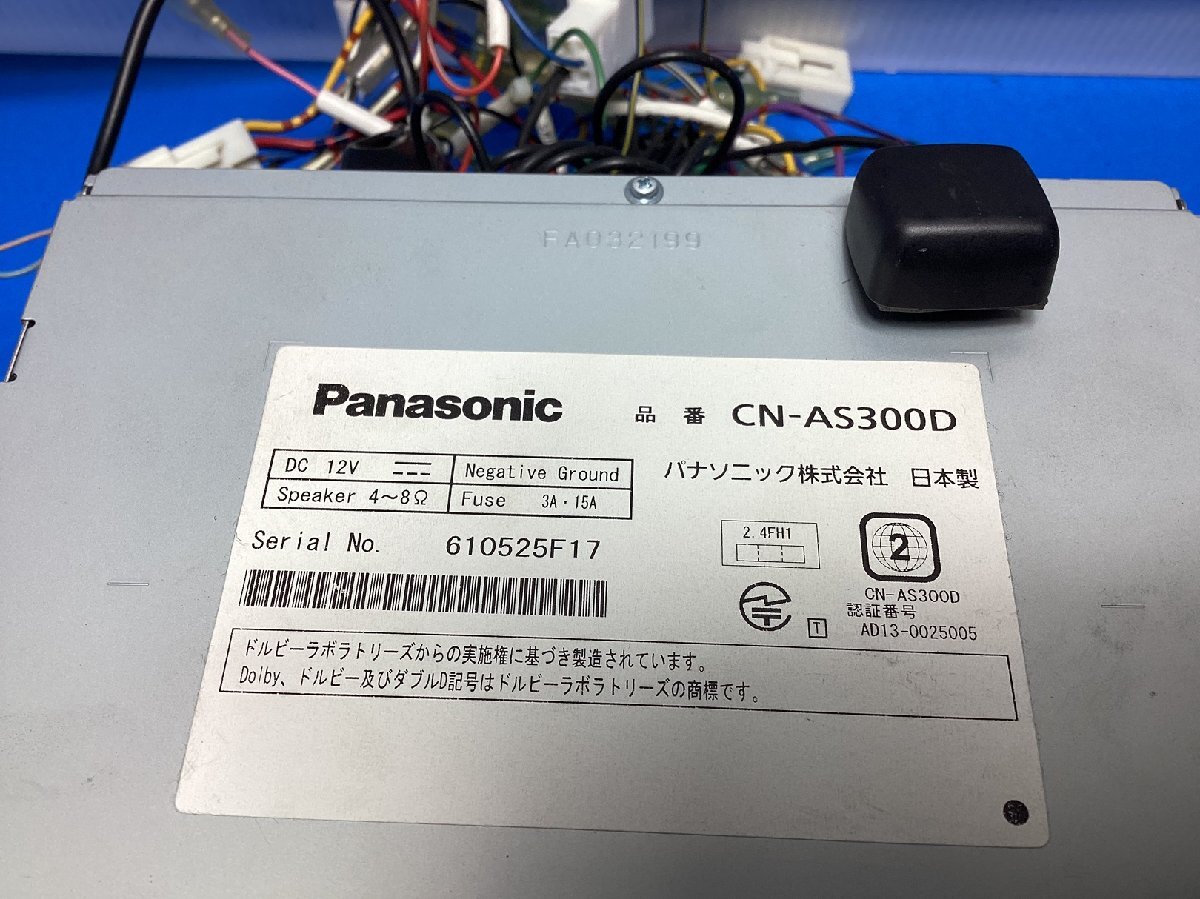 FA032199
Panasonic 品番 CN-AS300D
DC 12V Negative Ground
パナソニック株式会社 日本製
Speaker 4～8Ω Fuse 3A・15A
Serial No. 610525F17
2.4FH1
2
CN-AS300D
認証番号
T AD13-0025005
ドルビーラボラトリーズからの実施権に基づき製造されています。
Dolby、ドルビー及びダブルD記号はドルビーラボラトリーズの商標です。